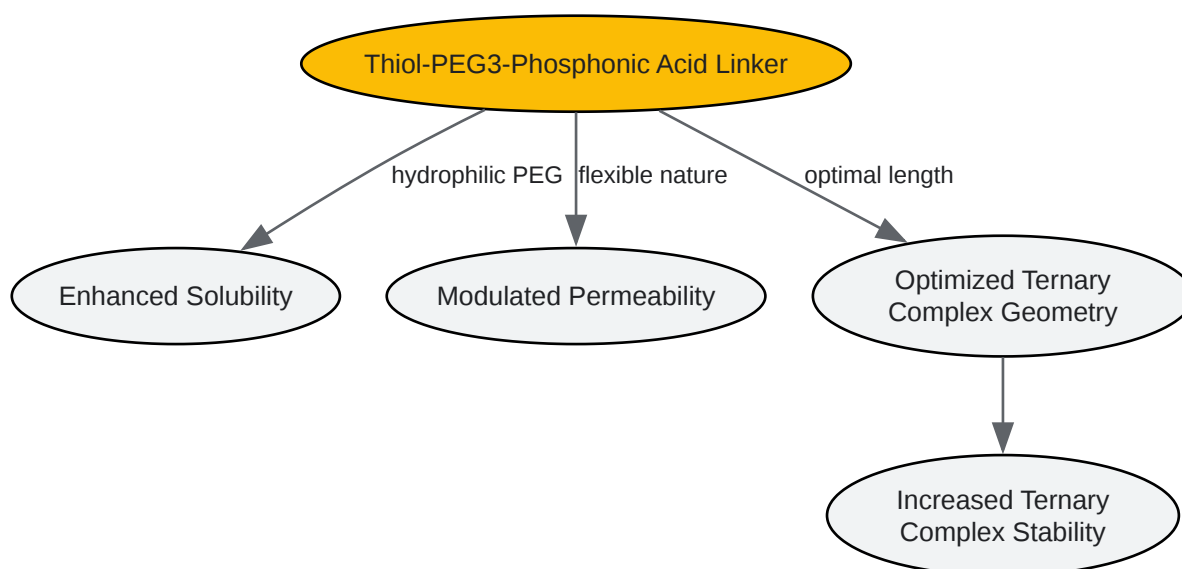 Thiol-PEG3-Phosphonic Acid Linker
hydrophilic PEG
flexible nature
optimal length
Enhanced Solubility
Modulated Permeability
Optimized Ternary
Complex Geometry
Increased Ternary
Complex Stability